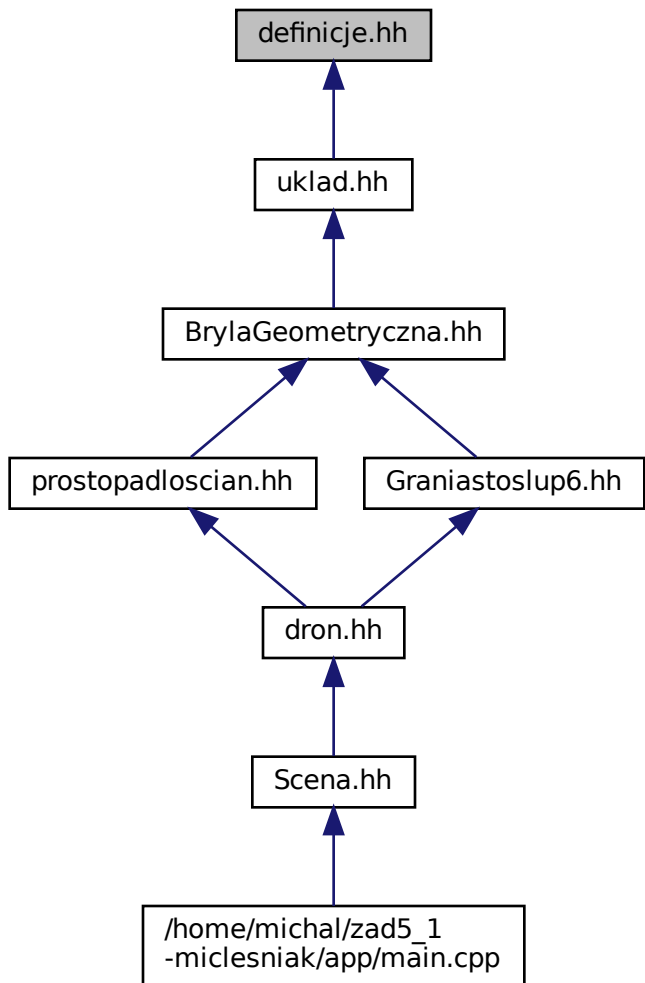 definicje.hh
uklad.hh
BrylaGeometryczna.hh
prostopadloscian.hh
Graniastoslup6.hh
dron.hh
Scena.hh
/home/michal/zad5_1
-miclesniak/app/main.cpp